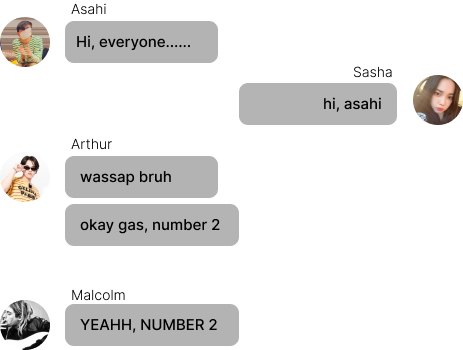 Asahi
Hi, everyone......
Sasha
hi, asahi
Arthur
wassap bruh
okay gas, number 2
Malcolm
YEAHH, NUMBER 2